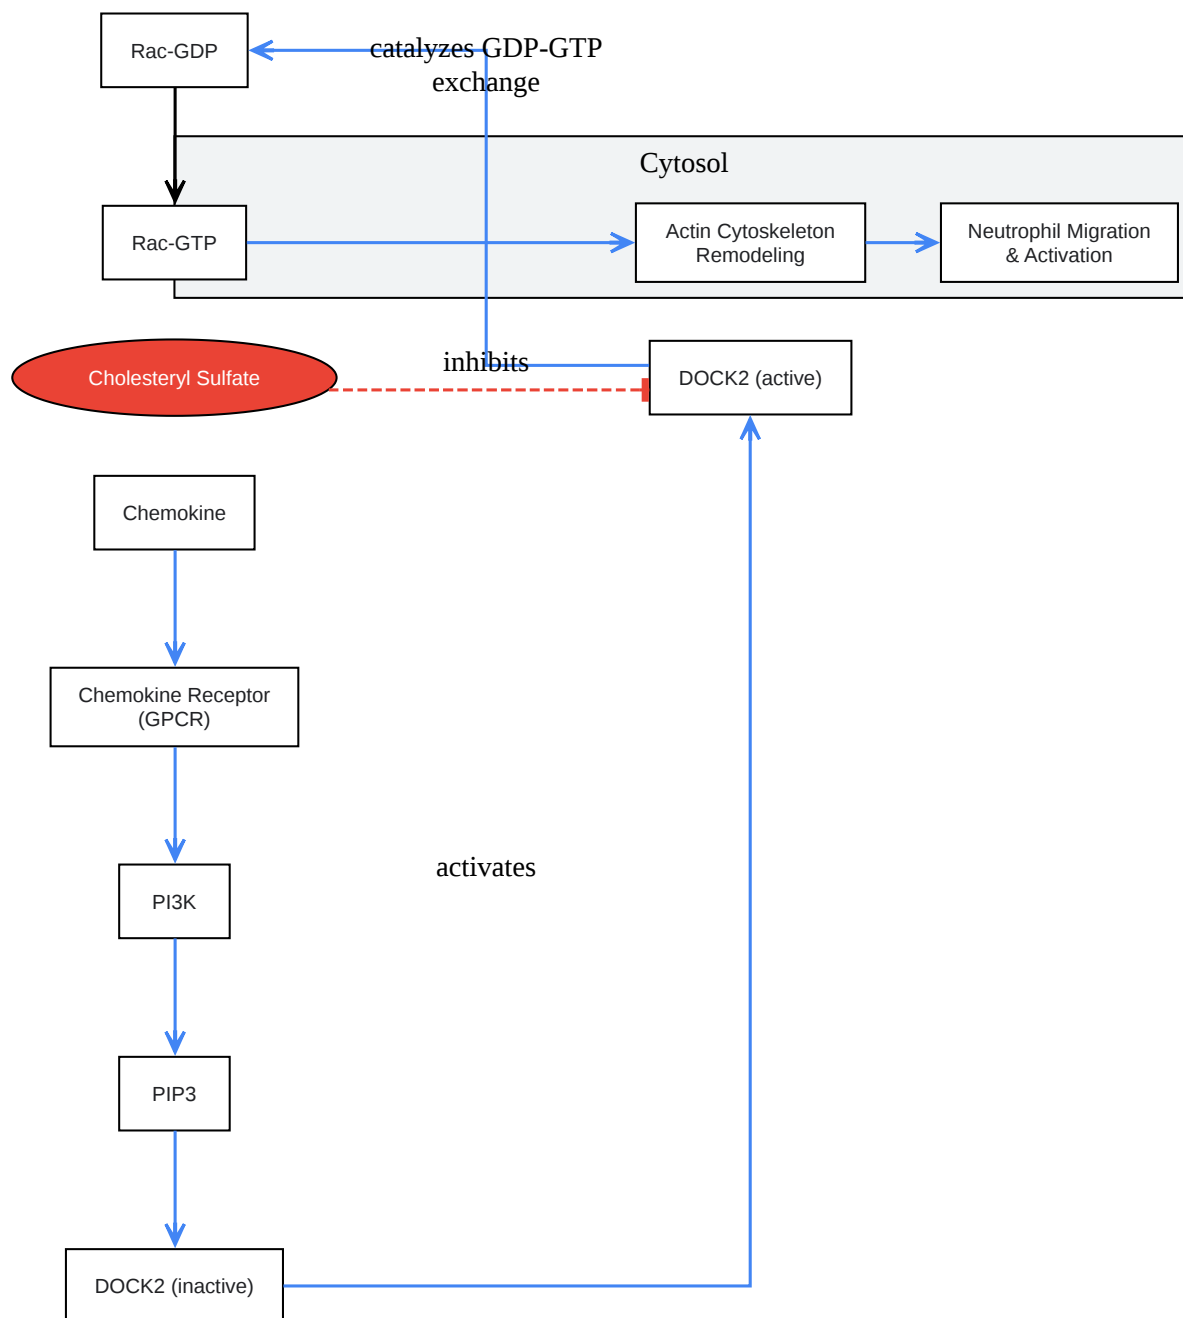 Rac-GDP
catalyzes GDP-GTP
exchange
Cytosol
Rac-GTP
Actin Cytoskeleton
Remodeling
Neutrophil Migration
& Activation
inhibits
Cholesteryl Sulfate
DOCK2 (active)
Chemokine
Chemokine Receptor
(GPCR)
activates
PI3K
PIP3
DOCK2 (inactive)